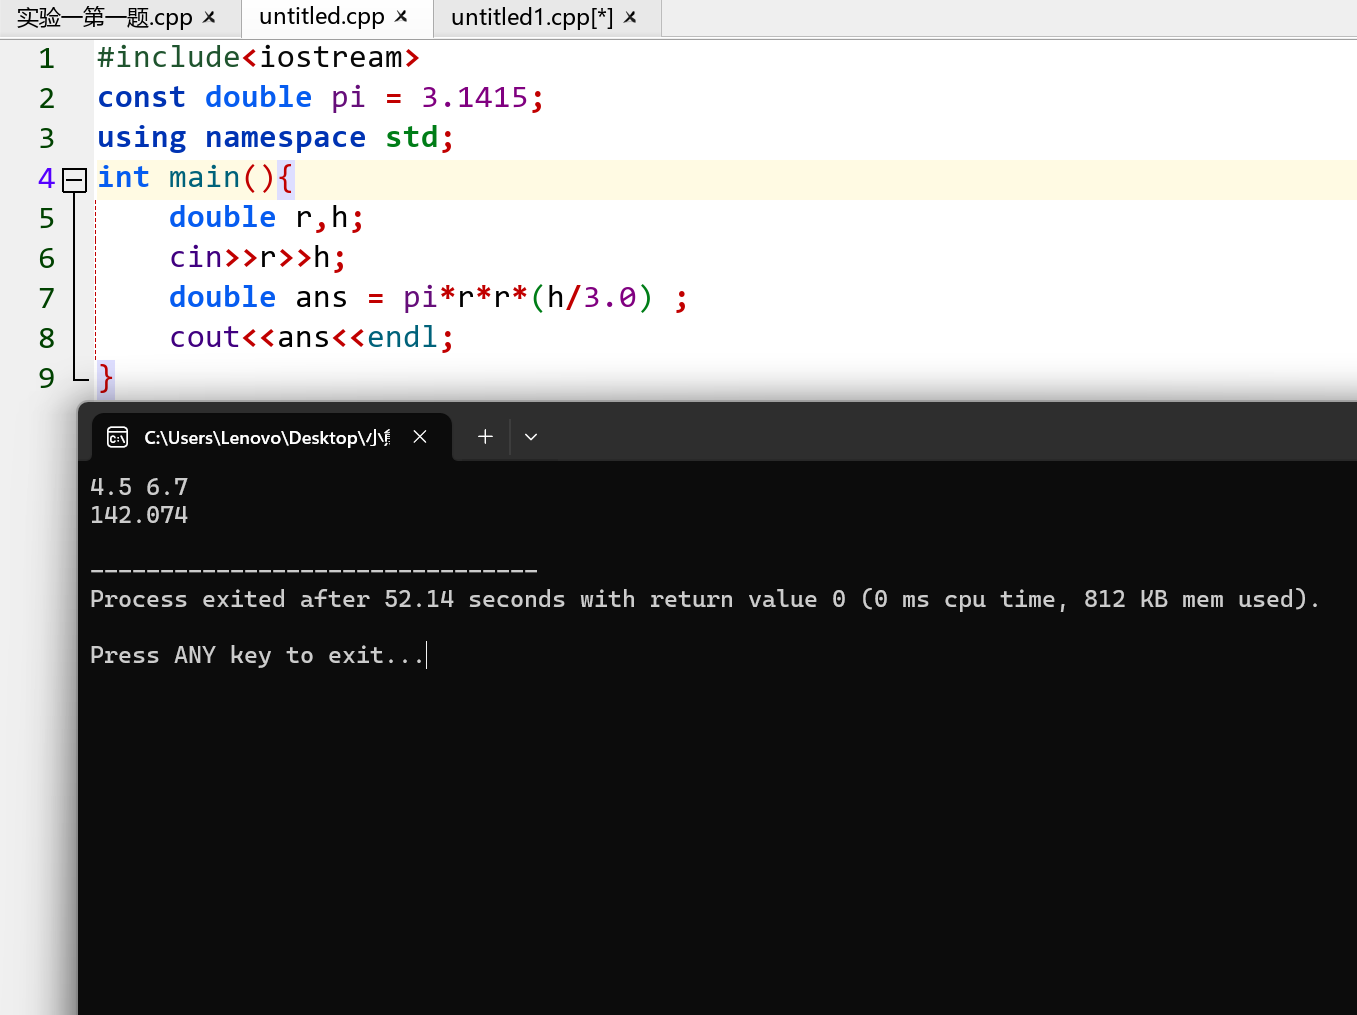 实验一第一题.cpp untitled.cpp untitled1.cpp[*]
1 #include<iostream>
2 const double pi = 3.1415;
3 using namespace std;
4 int main(){
5 double r,h;
6 cin>>r>>h;
7 double ans = pi*r*r*(h/3.0) ;
8 cout<<ans<<endl;
9 }
C:\Users\Lenovo\Desktop\小
4.5 6.7
142.074
--------------------------------
Process exited after 52.14 seconds with return value 0 (0 ms cpu time, 812 KB mem used).
Press ANY key to exit...